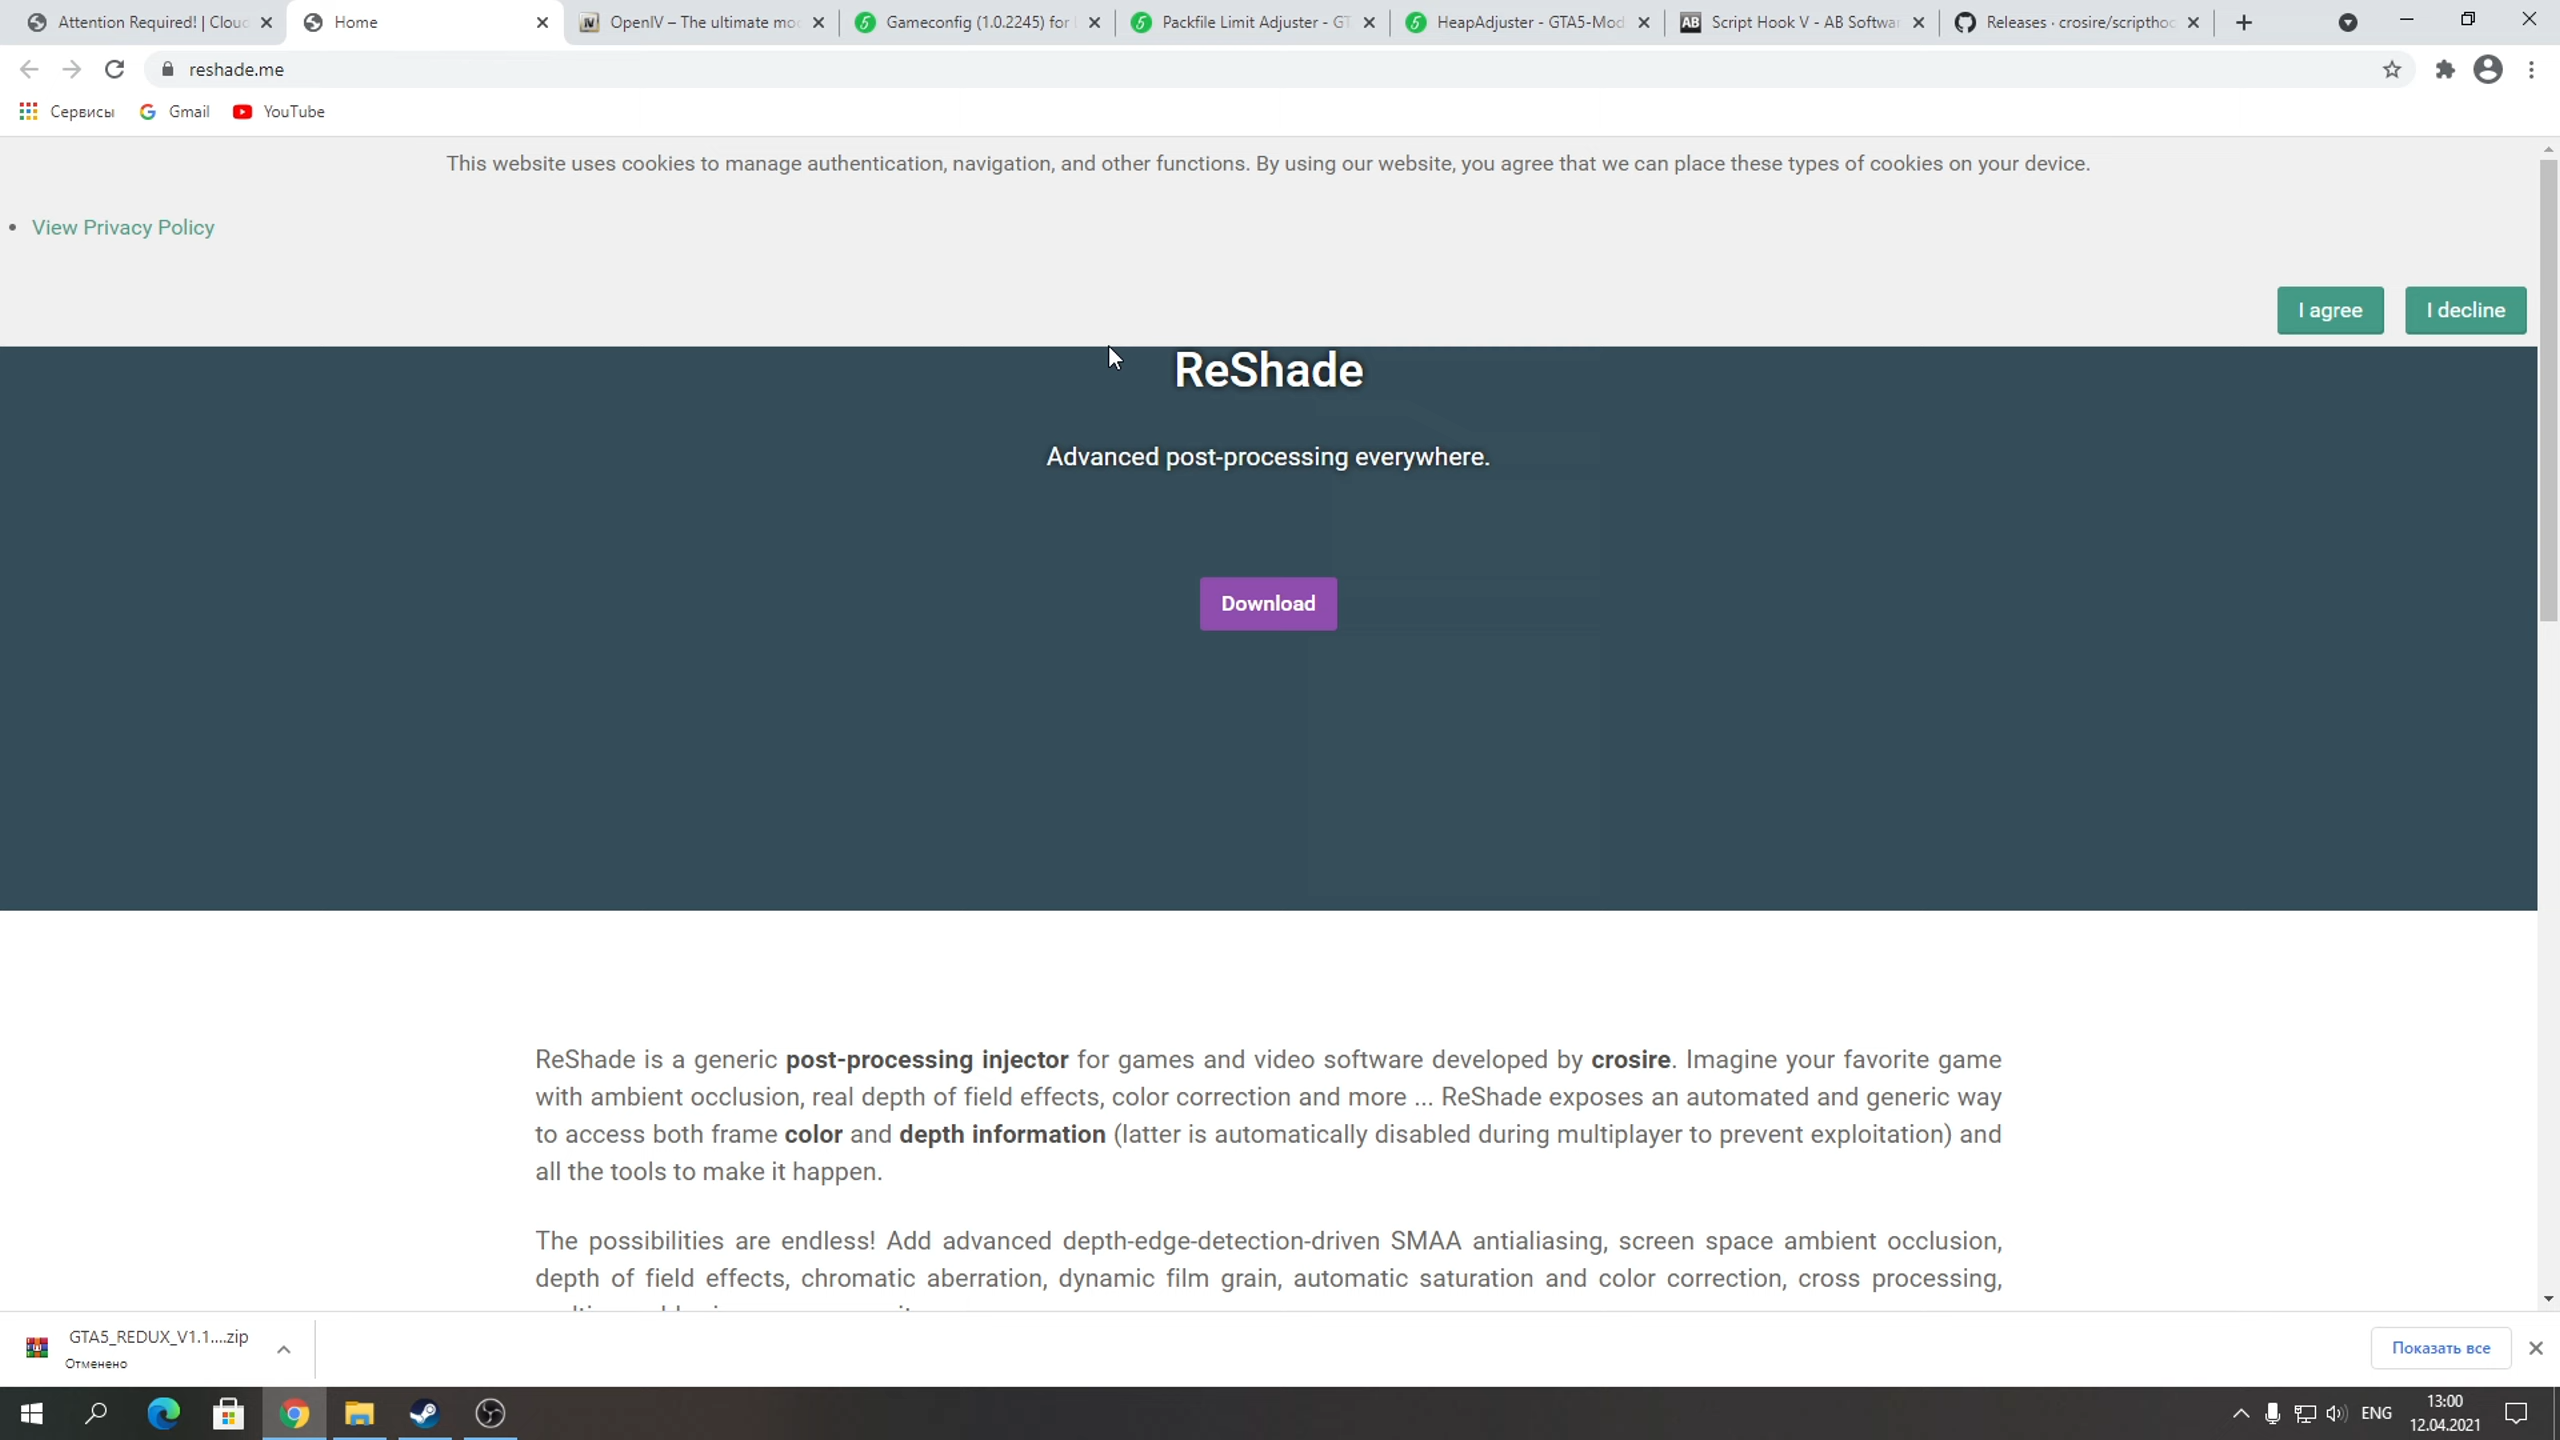 Attention Required! | Clou
Home
OpenIV – The ultimate mo
Gameconfig (1.0.2245) for
Packfile Limit Adjuster - GT
HeapAdjuster - GTA5-Mod
Script Hook V - AB Softwa
Releases · crosire/scripthoo
reshade.me
Сервисы
Gmail
YouTube
This website uses cookies to manage authentication, navigation, and other functions. By using our website, you agree that we can place these types of cookies on your device.
• View Privacy Policy
I agree
I decline
ReShade
Advanced post-processing everywhere.
Download
ReShade is a generic post-processing injector for games and video software developed by crosire. Imagine your favorite game
with ambient occlusion, real depth of field effects, color correction and more ... ReShade exposes an automated and generic way
to access both frame color and depth information (latter is automatically disabled during multiplayer to prevent exploitation) and
all the tools to make it happen.
The possibilities are endless! Add advanced depth-edge-detection-driven SMAA antialiasing, screen space ambient occlusion,
depth of field effects, chromatic aberration, dynamic film grain, automatic saturation and color correction, cross processing,
GTA5_REDUX_V1.1....zip
Отменено
Показать все
ENG
13:00
12.04.2021